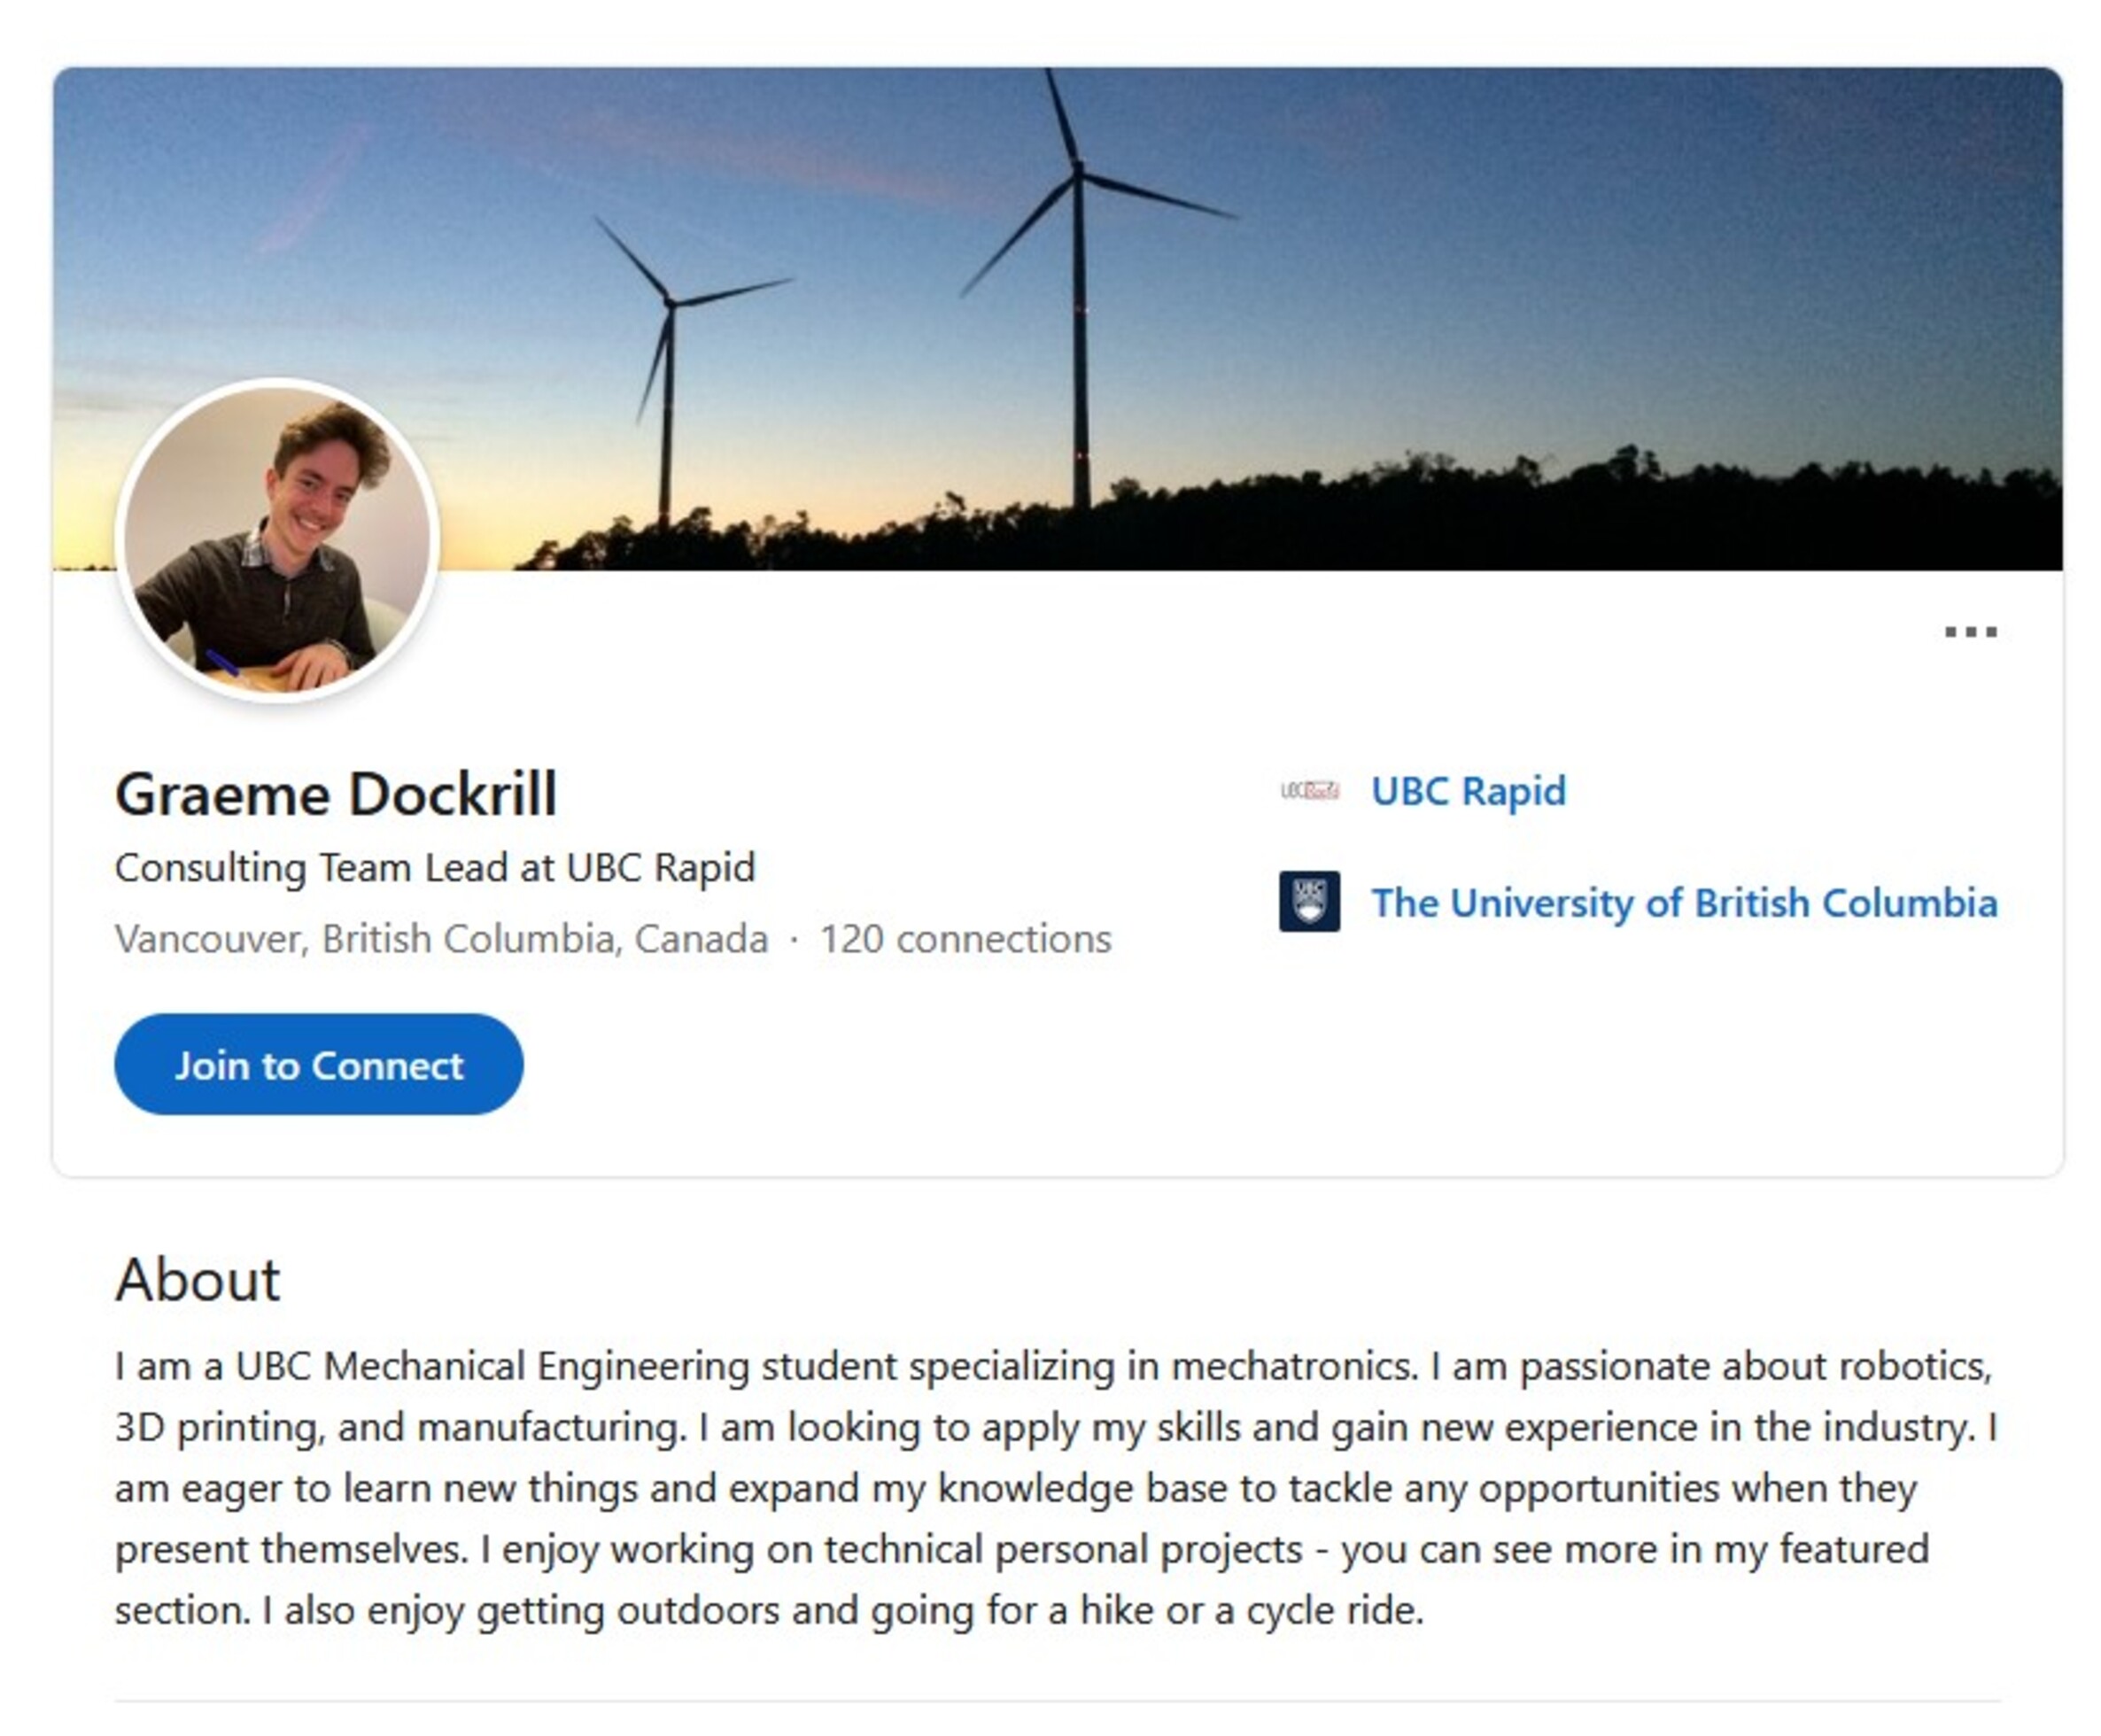 Graeme Dockrill
Consulting Team Lead at UBC Rapid
Vancouver, British Columbia, Canada · 120 connections
Join to Connect
UBC Rapid
UBC
The University of British Columbia
About
I am a UBC Mechanical Engineering student specializing in mechatronics. I am passionate about robotics,
3D printing, and manufacturing. I am looking to apply my skills and gain new experience in the industry. I
am eager to learn new things and expand my knowledge base to tackle any opportunities when they
present themselves. I enjoy working on technical personal projects - you can see more in my featured
section. I also enjoy getting outdoors and going for a hike or a cycle ride.